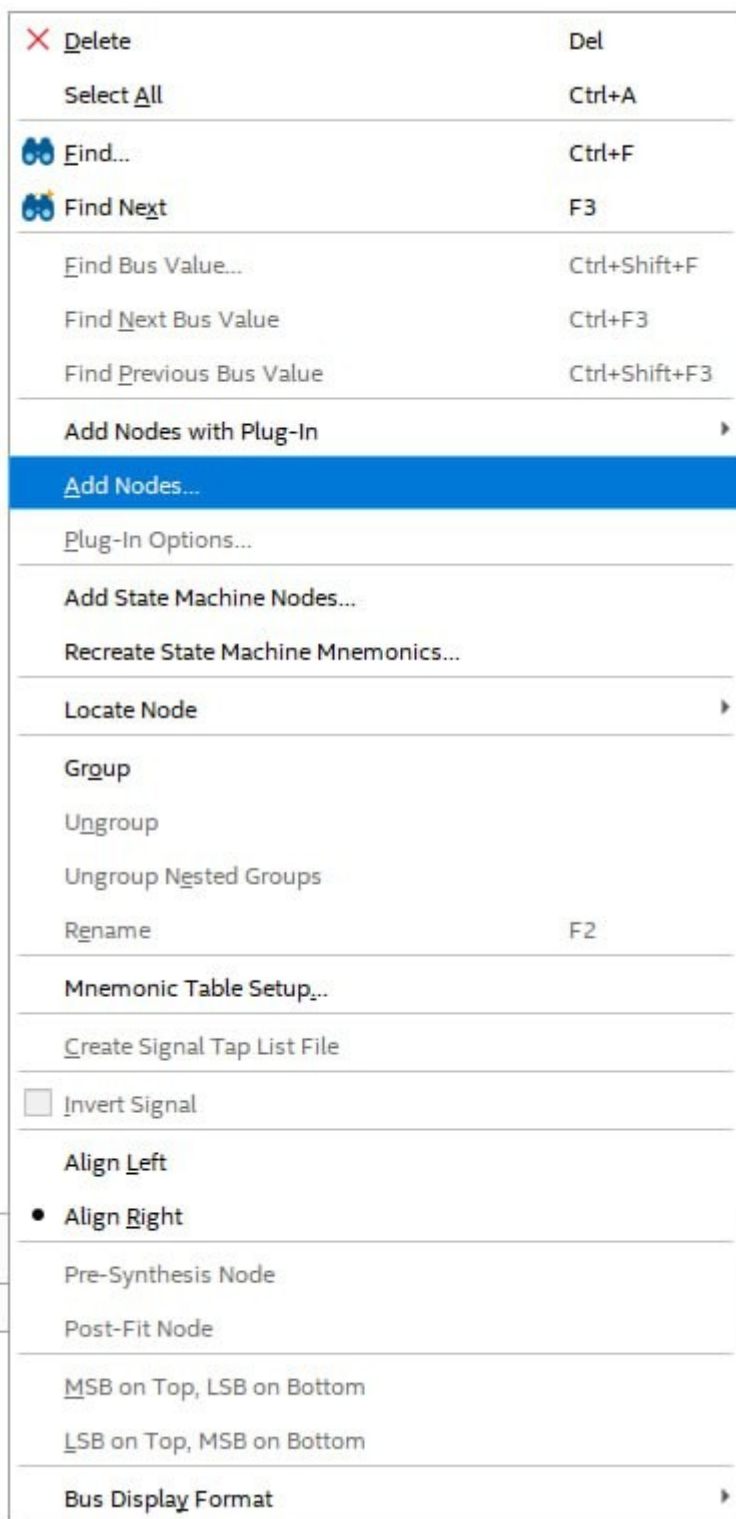 Delete Del
Select All Ctrl+A
Find... Ctrl+F
Find Next F3
Find Bus Value... Ctrl+Shift+F
Find Next Bus Value Ctrl+F3
Find Previous Bus Value Ctrl+Shift+F3
Add Nodes with Plug-In
Add Nodes...
Plug-In Options...
Add State Machine Nodes...
Recreate State Machine Mnemonics...
Locate Node
Group
Ungroup
Ungroup Nested Groups
Rename F2
Mnemonic Table Setup...
Create Signal Tap List File
Invert Signal
Align Left
Align Right
Pre-Synthesis Node
Post-Fit Node
MSB on Top, LSB on Bottom
LSB on Top, MSB on Bottom
Bus Display Format